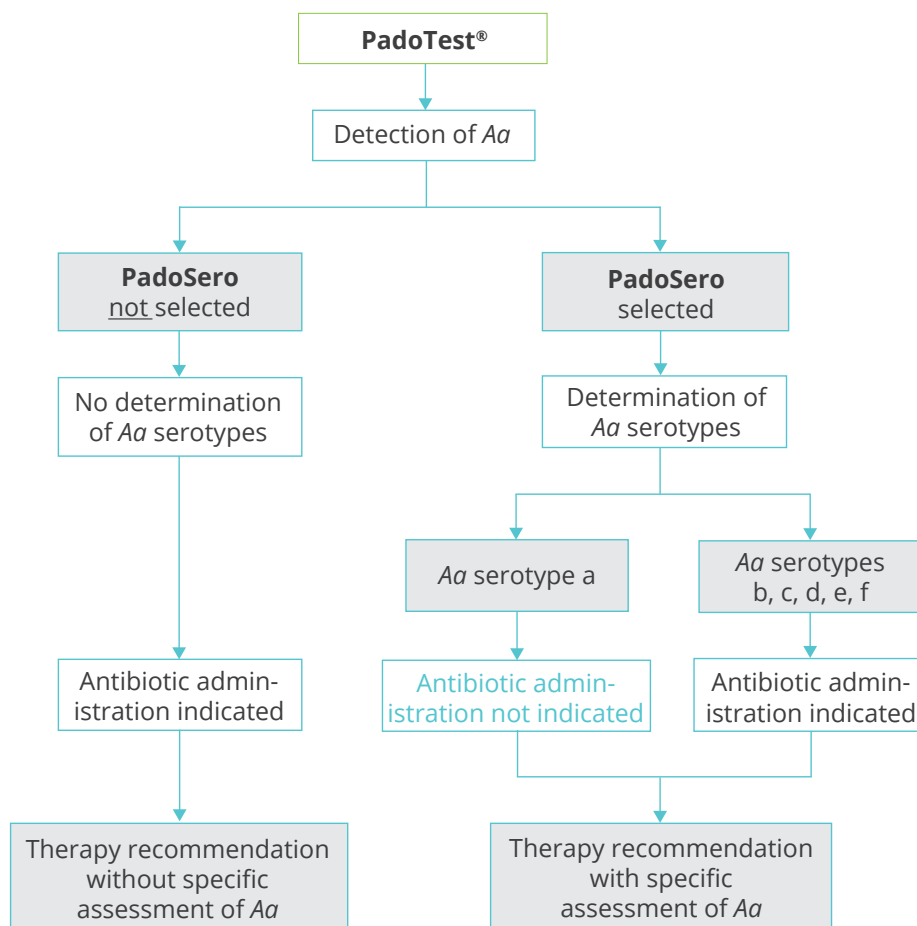 PadoTest®
Detection of Aa
PadoSero
not selected
PadoSero
selected
No determination
of Aa serotypes
Determination of
Aa serotypes
Aa serotype a
Aa serotypes
b, c, d, e, f
Antibiotic admin-
istration indicated
Antibiotic admin-
istration not indicated
Antibiotic admin-
istration indicated
Therapy recommendation
without specific
assessment of Aa
Therapy recommendation
with specific
assessment of Aa